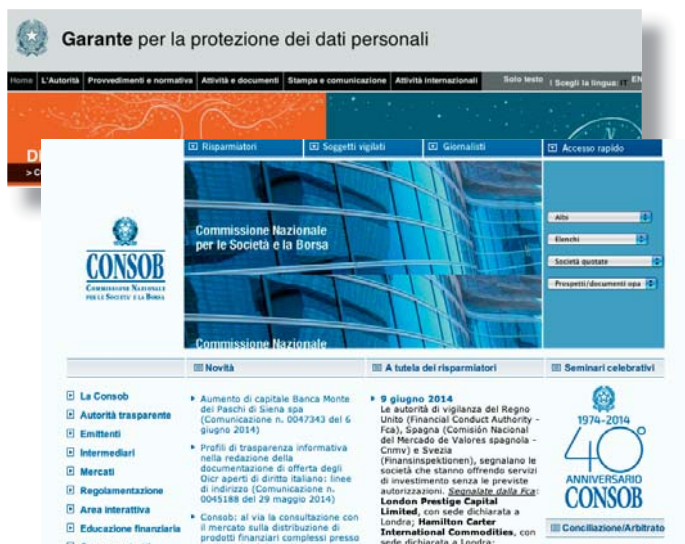 Garante per la protezione dei dati personali
Home L'Autorità Provvedimenti e normativa Attività e documenti Stampa e comunicazione Attività internazionali Solo testo | Scegli la lingua: IT EN
D
> C
Risparmiatori Soggetti vigilati Giornalisti Accesso rapido
Commissione Nazionale
per le Società e la Borsa
Albi
Elenchi
Società quotate
Prospetti/documenti opa
CONSOB
COMMISSIONE NAZIONALE
PER LE SOCIETA' E LA BORSA
Commissione Nazionale
Novità A tutela dei risparmiatori Seminari celebrativi
La Consob
Autorità trasparente
Emittenti
Intermediari
Mercati
Regolamentazione
Area interattiva
Educazione finanziaria
Aumento di capitale Banca Monte
dei Paschi di Siena spa
(Comunicazione n. 0047343 del 6
giugno 2014)
Profili di trasparenza informativa
nella redazione della
documentazione di offerta degli
Oicr aperti di diritto italiano: linee
di indirizzo (Comunicazione n.
0045188 del 29 maggio 2014)
Consob: al via la consultazione con
il mercato sulla distribuzione di
prodotti finanziari complessi presso
9 giugno 2014
Le autorità di vigilanza del Regno
Unito (Financial Conduct Authority -
Fca), Spagna (Comisión Nacional
del Mercado de Valores spagnola -
Cnmv) e Svezia
(Finansinspektionen), segnalano le
società che stanno offrendo servizi
di investimento senza le previste
autorizzazioni. Segnalate dalla Fca:
London Prestige Capital
Limited, con sede dichiarata a
Londra; Hamilton Carter
International Commodities, con
sede dichiarata a Londra;
1974-2014
40°
ANNIVERSARIO
CONSOB
Conciliazione/Arbitrato